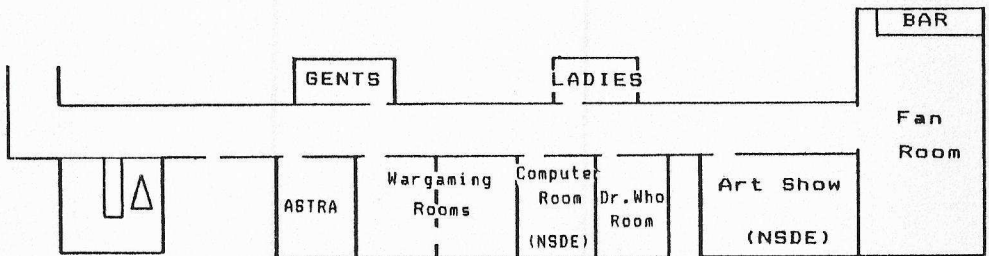 BAR
GENTS
LADIES
Fan
Room
ASTRA
Wargaming
Rooms
Computer
Room
(NSDE)
Dr.Who
Room
Art Show
(NSDE)